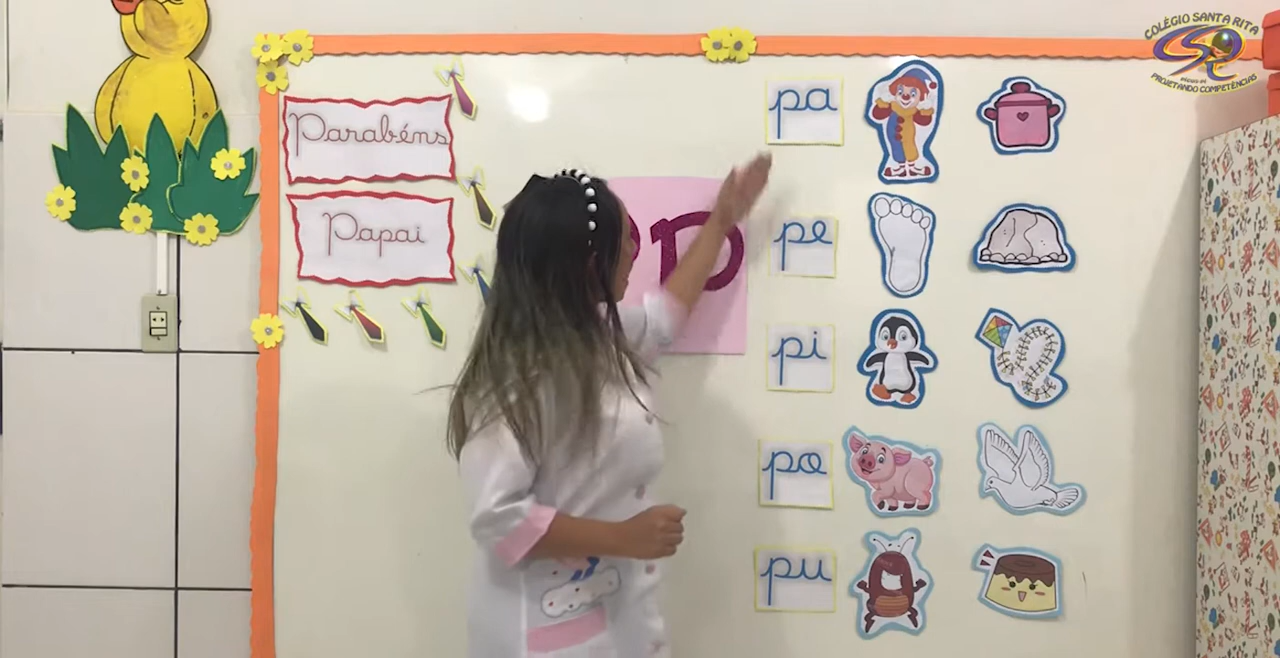 COLÉGIO SANTA RITA
PROJETANDO COMPETÊNCIAS
Parabéns
Papai
pa
pe
pi
po
pu